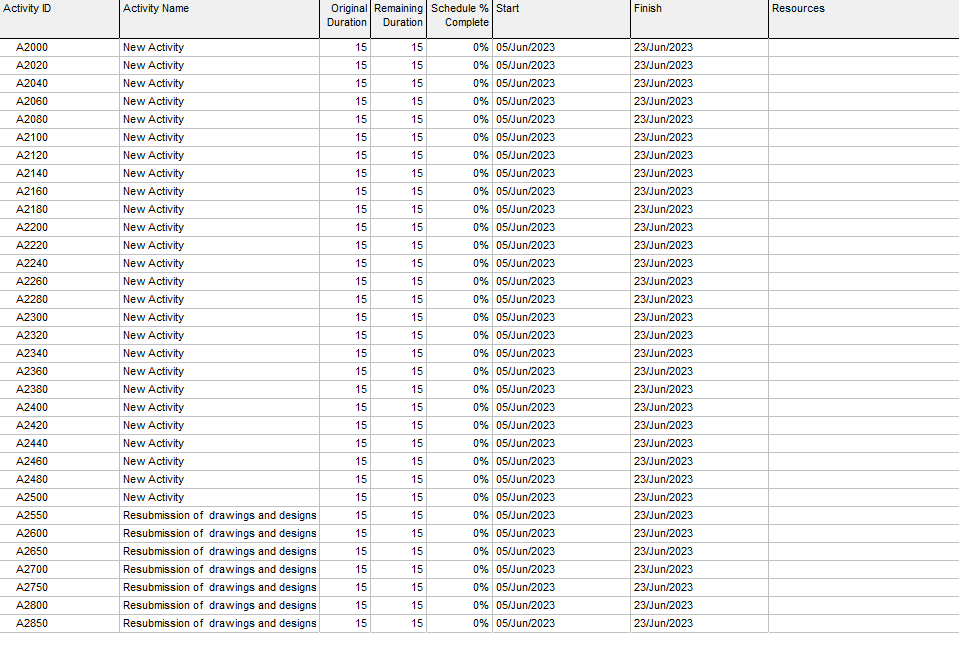 Activity ID Activity Name Original Duration Remaining Duration Schedule % Complete Start Finish Resources
A2000 New Activity 15 15 0% 05/Jun/2023 23/Jun/2023
A2020 New Activity 15 15 0% 05/Jun/2023 23/Jun/2023
A2040 New Activity 15 15 0% 05/Jun/2023 23/Jun/2023
A2060 New Activity 15 15 0% 05/Jun/2023 23/Jun/2023
A2080 New Activity 15 15 0% 05/Jun/2023 23/Jun/2023
A2100 New Activity 15 15 0% 05/Jun/2023 23/Jun/2023
A2120 New Activity 15 15 0% 05/Jun/2023 23/Jun/2023
A2140 New Activity 15 15 0% 05/Jun/2023 23/Jun/2023
A2160 New Activity 15 15 0% 05/Jun/2023 23/Jun/2023
A2180 New Activity 15 15 0% 05/Jun/2023 23/Jun/2023
A2200 New Activity 15 15 0% 05/Jun/2023 23/Jun/2023
A2220 New Activity 15 15 0% 05/Jun/2023 23/Jun/2023
A2240 New Activity 15 15 0% 05/Jun/2023 23/Jun/2023
A2260 New Activity 15 15 0% 05/Jun/2023 23/Jun/2023
A2280 New Activity 15 15 0% 05/Jun/2023 23/Jun/2023
A2300 New Activity 15 15 0% 05/Jun/2023 23/Jun/2023
A2320 New Activity 15 15 0% 05/Jun/2023 23/Jun/2023
A2340 New Activity 15 15 0% 05/Jun/2023 23/Jun/2023
A2360 New Activity 15 15 0% 05/Jun/2023 23/Jun/2023
A2380 New Activity 15 15 0% 05/Jun/2023 23/Jun/2023
A2400 New Activity 15 15 0% 05/Jun/2023 23/Jun/2023
A2420 New Activity 15 15 0% 05/Jun/2023 23/Jun/2023
A2440 New Activity 15 15 0% 05/Jun/2023 23/Jun/2023
A2460 New Activity 15 15 0% 05/Jun/2023 23/Jun/2023
A2480 New Activity 15 15 0% 05/Jun/2023 23/Jun/2023
A2500 New Activity 15 15 0% 05/Jun/2023 23/Jun/2023
A2550 Resubmission of  drawings and designs 15 15 0% 05/Jun/2023 23/Jun/2023
A2600 Resubmission of  drawings and designs 15 15 0% 05/Jun/2023 23/Jun/2023
A2650 Resubmission of  drawings and designs 15 15 0% 05/Jun/2023 23/Jun/2023
A2700 Resubmission of  drawings and designs 15 15 0% 05/Jun/2023 23/Jun/2023
A2750 Resubmission of  drawings and designs 15 15 0% 05/Jun/2023 23/Jun/2023
A2800 Resubmission of  drawings and designs 15 15 0% 05/Jun/2023 23/Jun/2023
A2850 Resubmission of  drawings and designs 15 15 0% 05/Jun/2023 23/Jun/2023